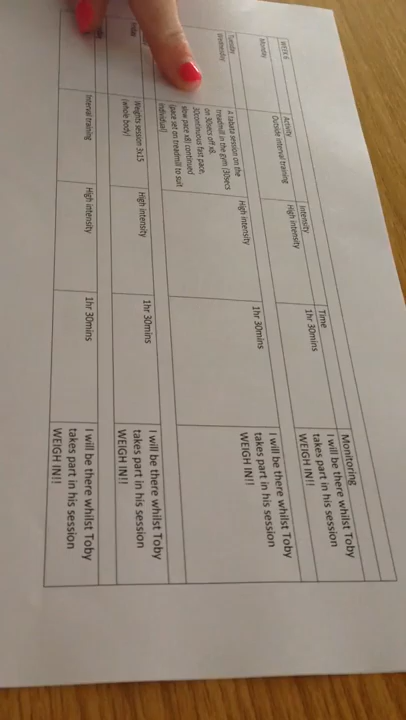 WEEK 6
Activity
Intensity
Time
Monitoring
Monday
Outside interval training
High intensity
1hr 30mins
I will be there whilst Toby
takes part in his session
WEIGH IN!!
Tuesday
Wednesday
A tabata session on the
treadmill in the gym (30secs
on 30secs off x8
30continuous fast pace,
slow pace x8) continued
(pace set on treadmill to suit
individual)
High intensity
1hr 30mins
I will be there whilst Toby
takes part in his session
WEIGH IN!!
Friday
Weights session 3x15
(whole body)
High intensity
1hr 30mins
I will be there whilst Toby
takes part in his session
WEIGH IN!!
Interval training
High intensity
1hr 30mins
I will be there whilst Toby
takes part in his session
WEIGH IN!!